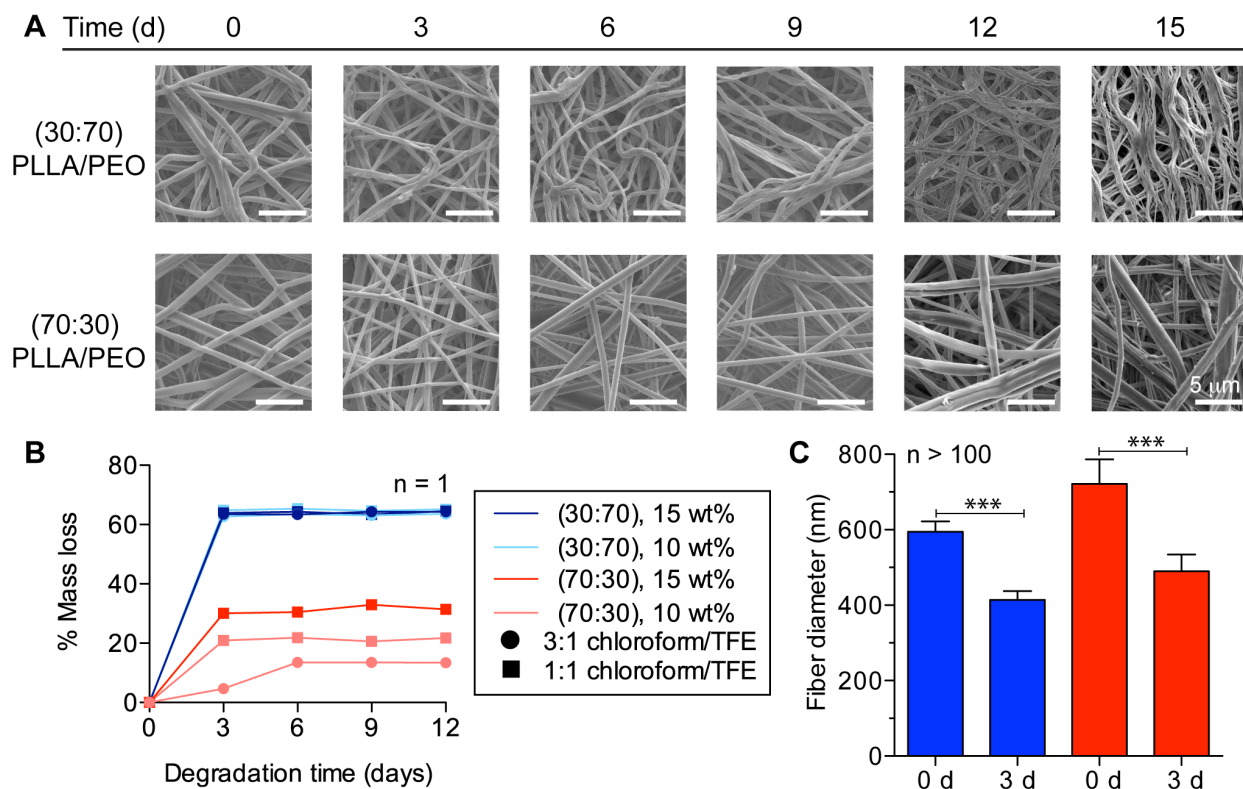 A Time (d) 0 3 6 9 12 15
(30:70)
PLLA/PEO
(70:30)
PLLA/PEO
5 μm
B
n = 1
80
60
40
20
0
% Mass loss
0 3 6 9 12
Degradation time (days)
(30:70), 15 wt%
(30:70), 10 wt%
(70:30), 15 wt%
(70:30), 10 wt%
3:1 chloroform/TFE
1:1 chloroform/TFE
C
n > 100
*** ***
800
600
400
200
0
Fiber diameter (nm)
0 d 3 d 0 d 3 d